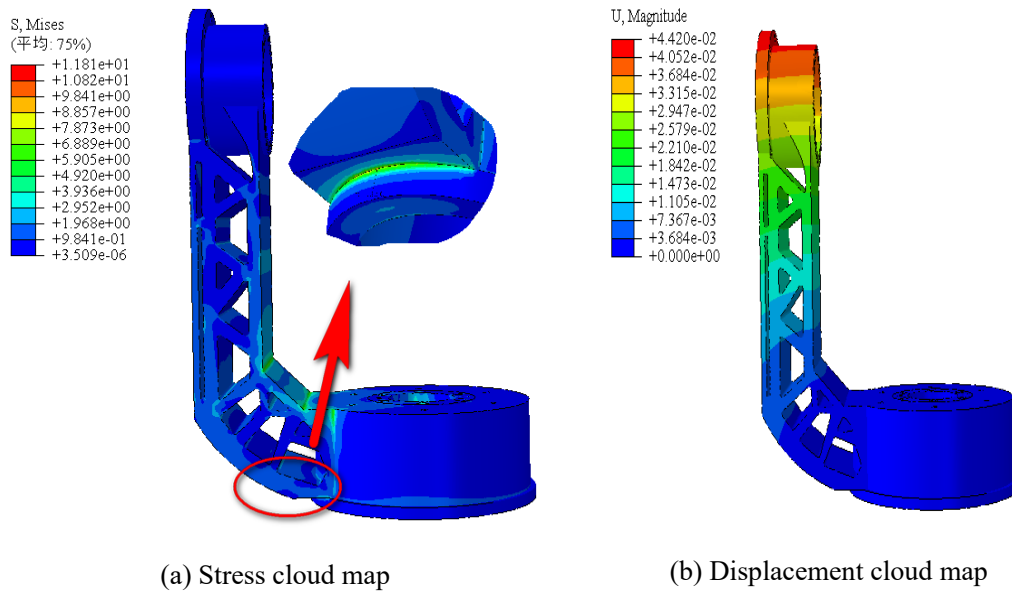 S, Mises
(平均: 75%)
+1.181e+01
+1.082e+01
+9.841e+00
+8.857e+00
+7.873e+00
+6.889e+00
+5.905e+00
+4.920e+00
+3.936e+00
+2.952e+00
+1.968e+00
+9.841e-01
+3.509e-06
U, Magnitude
+4.420e-02
+4.052e-02
+3.684e-02
+3.315e-02
+2.947e-02
+2.579e-02
+2.210e-02
+1.842e-02
+1.473e-02
+1.105e-02
+7.367e-03
+3.684e-03
+0.000e+00
(a) Stress cloud map
(b) Displacement cloud map